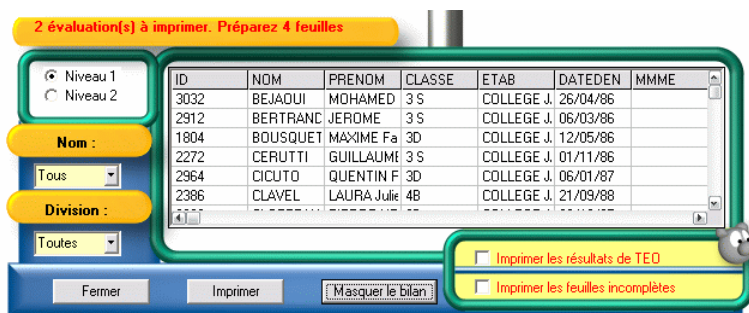 2 évaluation(s) à imprimer. Préparez 4 feuilles
Niveau 1
Niveau 2
Nom :
Tous
Division :
Toutes
ID NOM PRENOM CLASSE ETAB DATEDEN MMME
3032 BEJAOUI MOHAMED 3 S COLLEGE J. 26/04/86
2912 BERTRAND JEROME 3 S COLLEGE J. 06/03/86
1804 BOUSQUET MAXIME Fa 3D COLLEGE J. 12/05/86
2272 CERUTTI GUILLAUME 3 S COLLEGE J. 01/11/86
2964 CICUTO QUENTIN F 3D COLLEGE J. 06/01/87
2386 CLAVEL LAURA Julie 4B COLLEGE J. 21/09/88
Imprimer les résultats de TEO
Imprimer les feuilles incomplètes
Fermer Imprimer Masquer le bilan